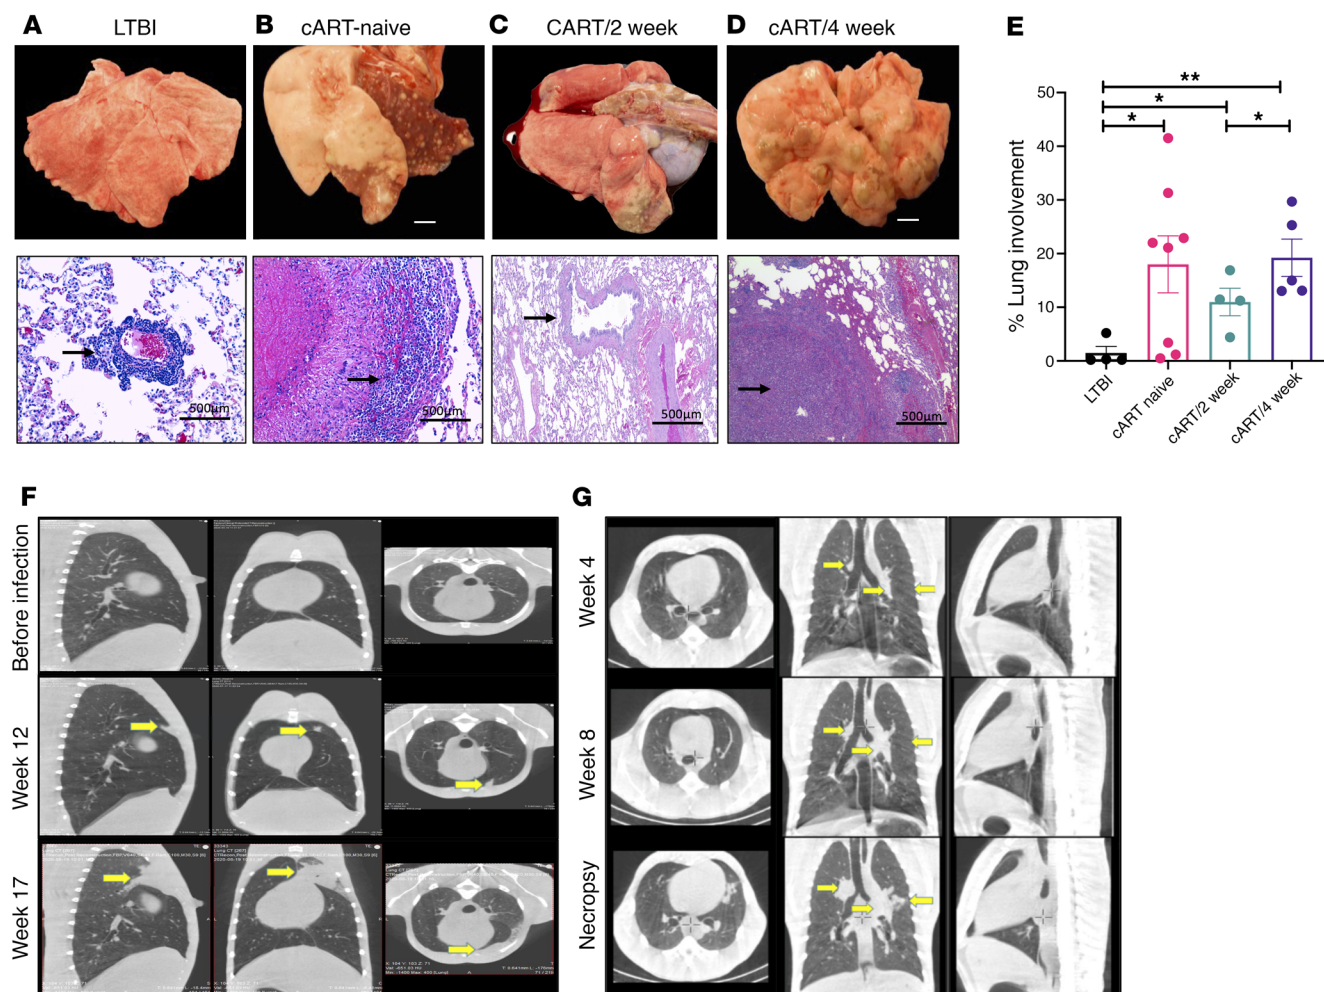 A LTBI
B cART-naive
C CART/2 week
D cART/4 week
E
500µm
500µm
500µm
500µm
% Lung involvement
50
40
30
20
10
0
**
*
*
*
LTBI
cART naive
cART/2 week
cART/4 week
F
Before infection
Week 12
Week 17
G
Week 4
Week 8
Necropsy